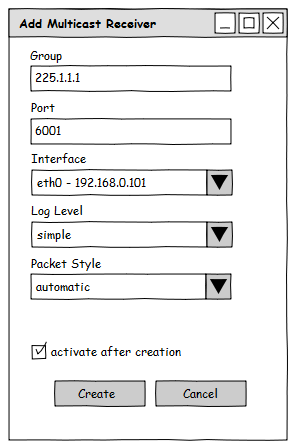 Add Multicast Receiver
Group
225.1.1.1
Port
6001
Interface
eth0 - 192.168.0.101
Log Level
simple
Packet Style
automatic
activate after creation
Create Cancel